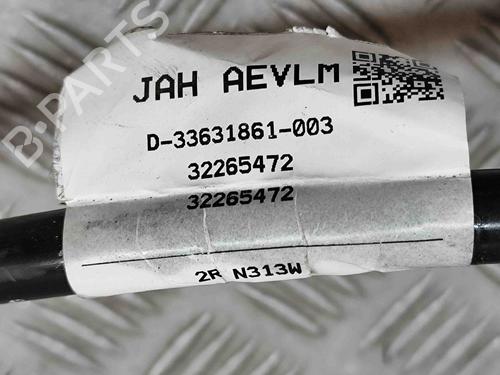 B-PARTS
JAH AEVLM
D-33631861-003
32265472
32265472
2R N313W